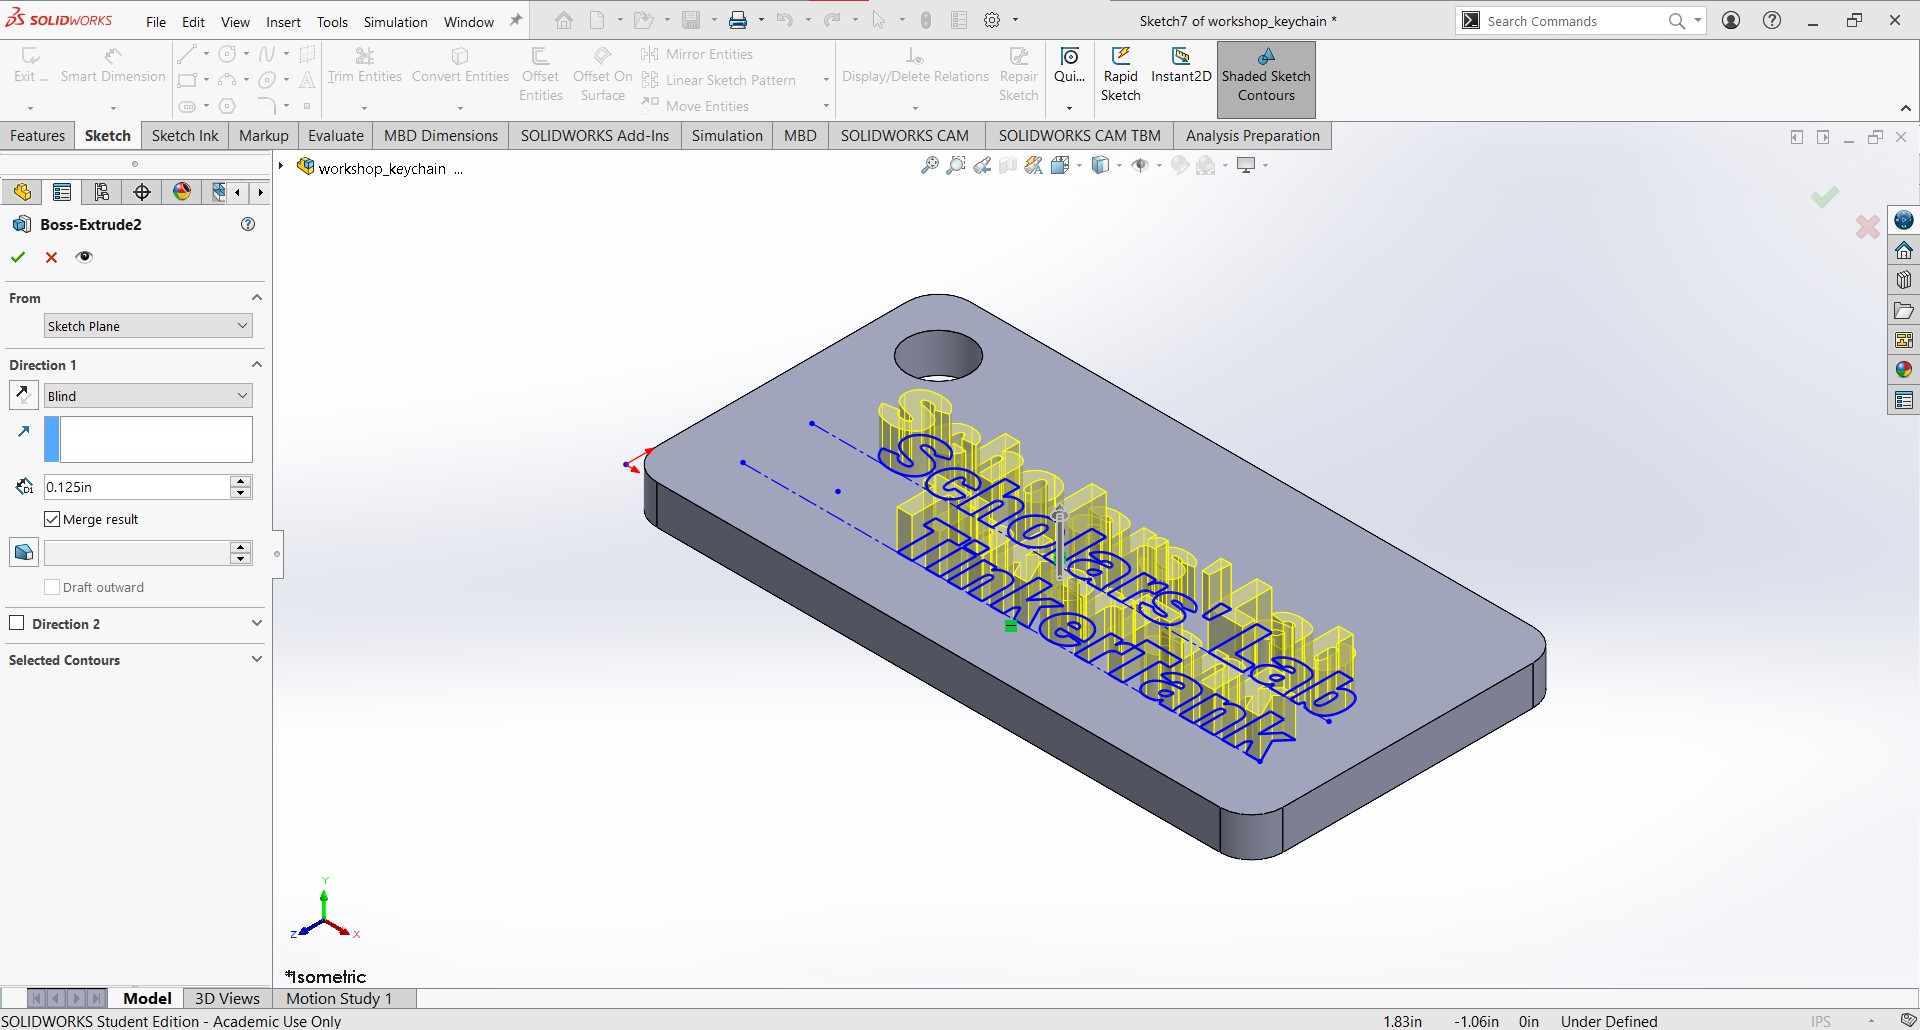 SOLIDWORKS File Edit View Insert Tools Simulation Window Sketch7 of workshop_keychain * Search Commands
Exit ... Smart Dimension Trim Entities Convert Entities Offset Entities Offset On Surface Mirror Entities Linear Sketch Pattern Move Entities Display/Delete Relations Repair Sketch Qui... Rapid Sketch Instant2D Shaded Sketch Contours
Features Sketch Sketch Ink Markup Evaluate MBD Dimensions SOLIDWORKS Add-Ins Simulation MBD SOLIDWORKS CAM SOLIDWORKS CAM TBM Analysis Preparation
workshop_keychain ...
Boss-Extrude2
From
Sketch Plane
Direction 1
Blind
0.125in
Merge result
Draft outward
Direction 2
Selected Contours
Scholars' Lab
TinkerTank
Y
Z X
*Isometric
Model 3D Views Motion Study 1
SOLIDWORKS Student Edition - Academic Use Only 1.83in -1.06in 0in Under Defined IPS